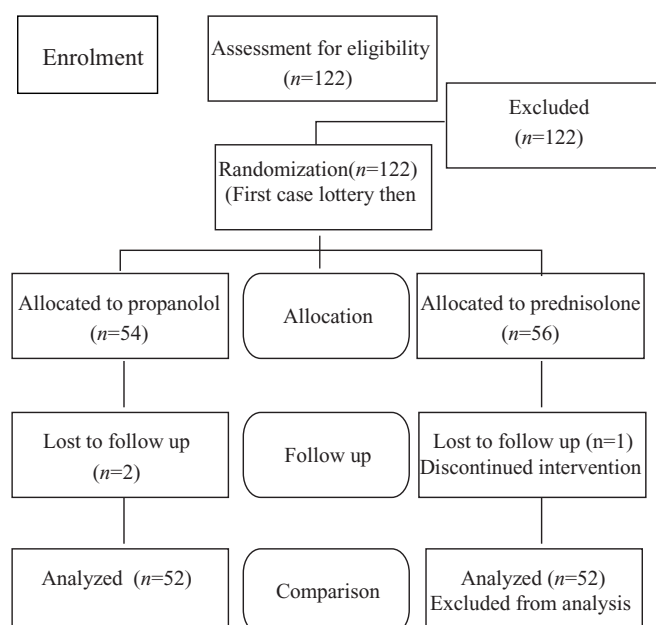 Enrolment
Assessment for eligibility
(n=122)
Excluded
(n=122)
Randomization(n=122)
(First case lottery then
Allocated to propanolol
(n=54)
Allocation
Allocated to prednisolone
(n=56)
Lost to follow up
(n=2)
Follow up
Lost to follow up (n=1)
Discontinued intervention
Analyzed (n=52)
Comparison
Analyzed (n=52)
Excluded from analysis